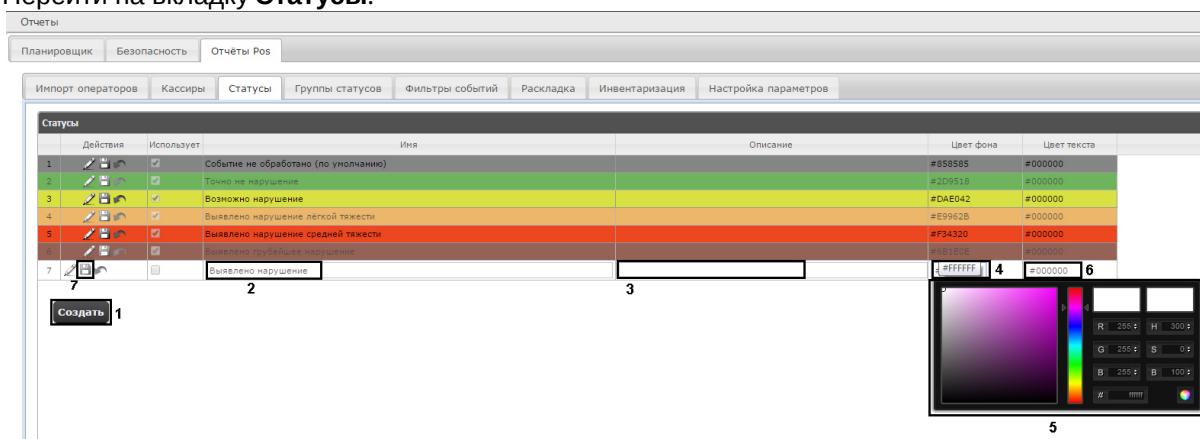 Перейти на вкладку Статусы.
Отчеты
Планировщик Безопасность Отчёты Pos
Импорт операторов Кассиры Статусы Группы статусов Фильтры событий Раскладка Инвентаризация Настройка параметров
Статусы
Действия Использует Имя Описание Цвет фона Цвет текста
1 Событие не обработано (по умолчанию) #858585 #000000
2 Точно не нарушение #2D9518 #000000
3 Возможно нарушение #DAE042 #000000
4 Выявлено нарушение лёгкой тяжести #E9962B #000000
5 Выявлено нарушение средней тяжести #F34320 #000000
6 Выявлено грубейшее нарушение #000000
7 Выявлено нарушение #FFFFFF 4 #000000 6
7 2 3
Создать 1
R 255 H 300
G 255 S 0
B 255 B 100
# ffffff
5